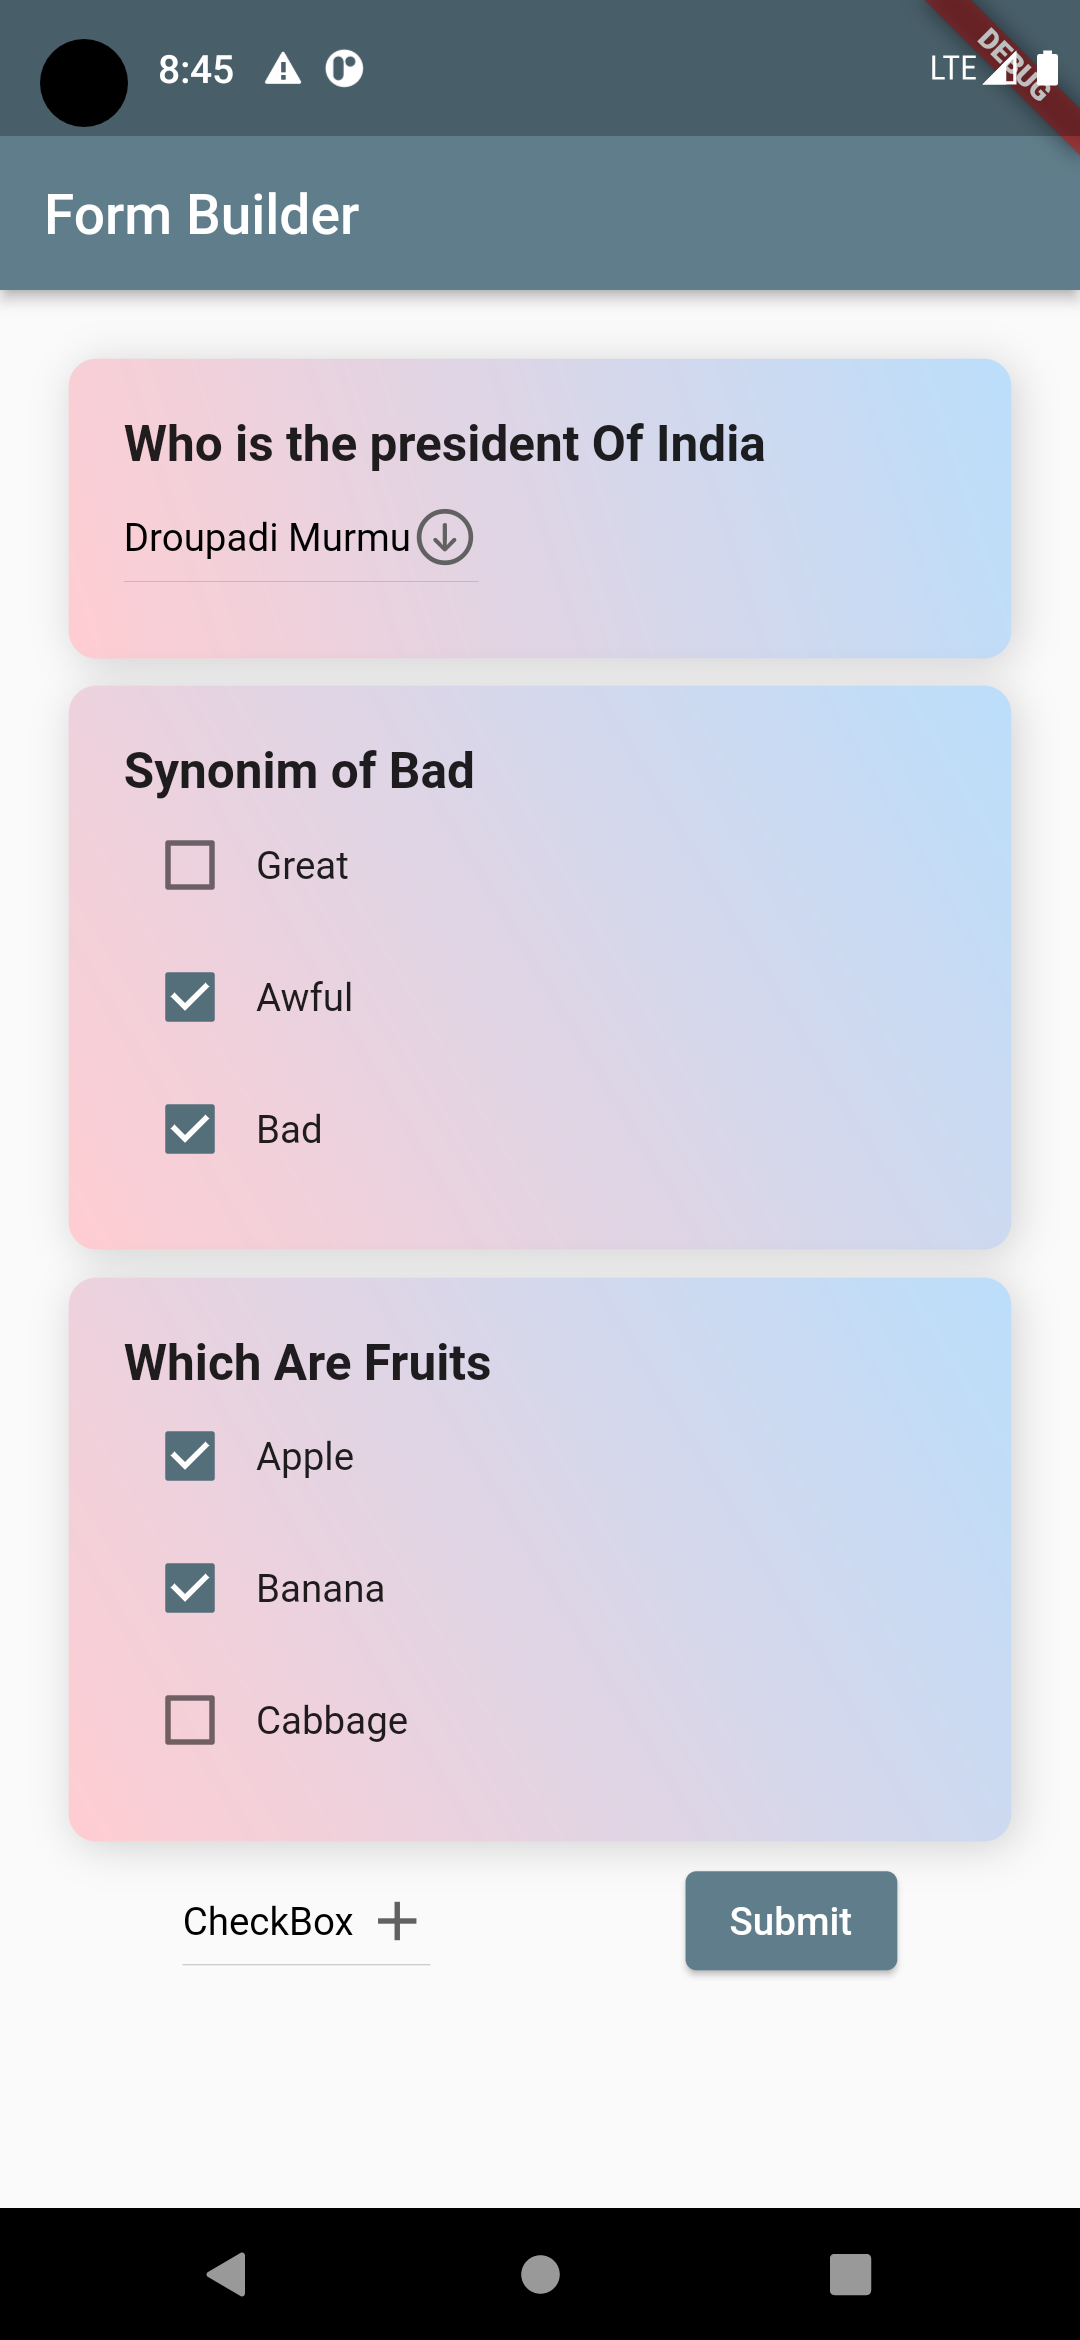 8:45
LTE
DEBUG
Form Builder
Who is the president Of India
Droupadi Murmu
Synonim of Bad
Great
Awful
Bad
Which Are Fruits
Apple
Banana
Cabbage
CheckBox
Submit